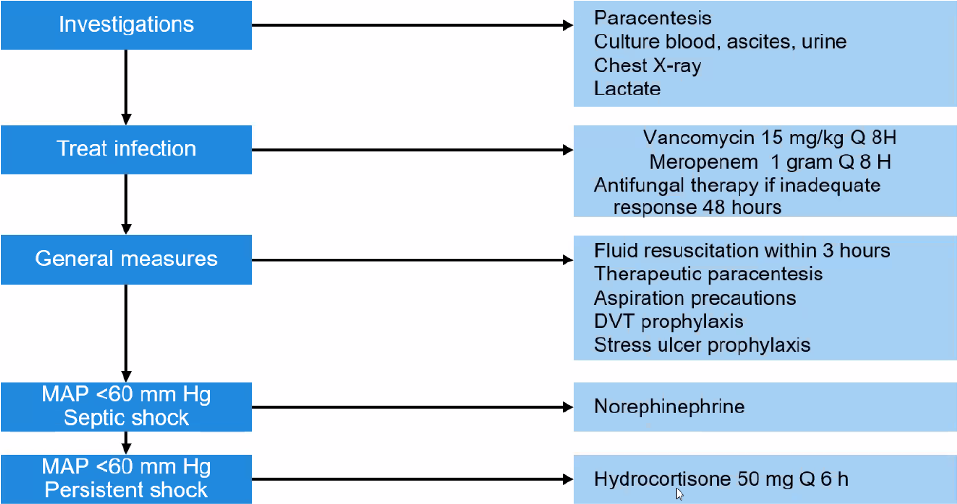 Investigations
Paracentesis
Culture blood, ascites, urine
Chest X-ray
Lactate
Treat infection
Vancomycin 15 mg/kg Q 8H
Meropenem 1 gram Q 8 H
Antifungal therapy if inadequate
response 48 hours
General measures
Fluid resuscitation within 3 hours
Therapeutic paracentesis
Aspiration precautions
DVT prophylaxis
Stress ulcer prophylaxis
MAP <60 mm Hg
Septic shock
Norephinephrine
MAP <60 mm Hg
Persistent shock
Hydrocortisone 50 mg Q 6 h